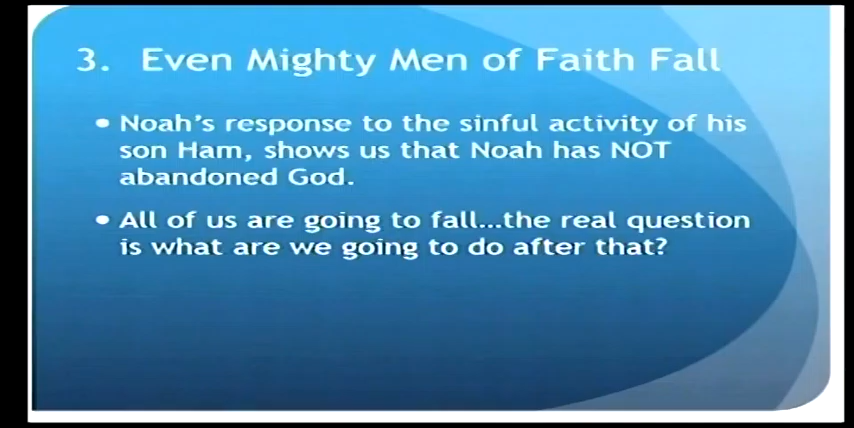 3. Even Mighty Men of Faith Fall
• Noah's response to the sinful activity of his
son Ham, shows us that Noah has NOT
abandoned God.
• All of us are going to fall...the real question
is what are we going to do after that?